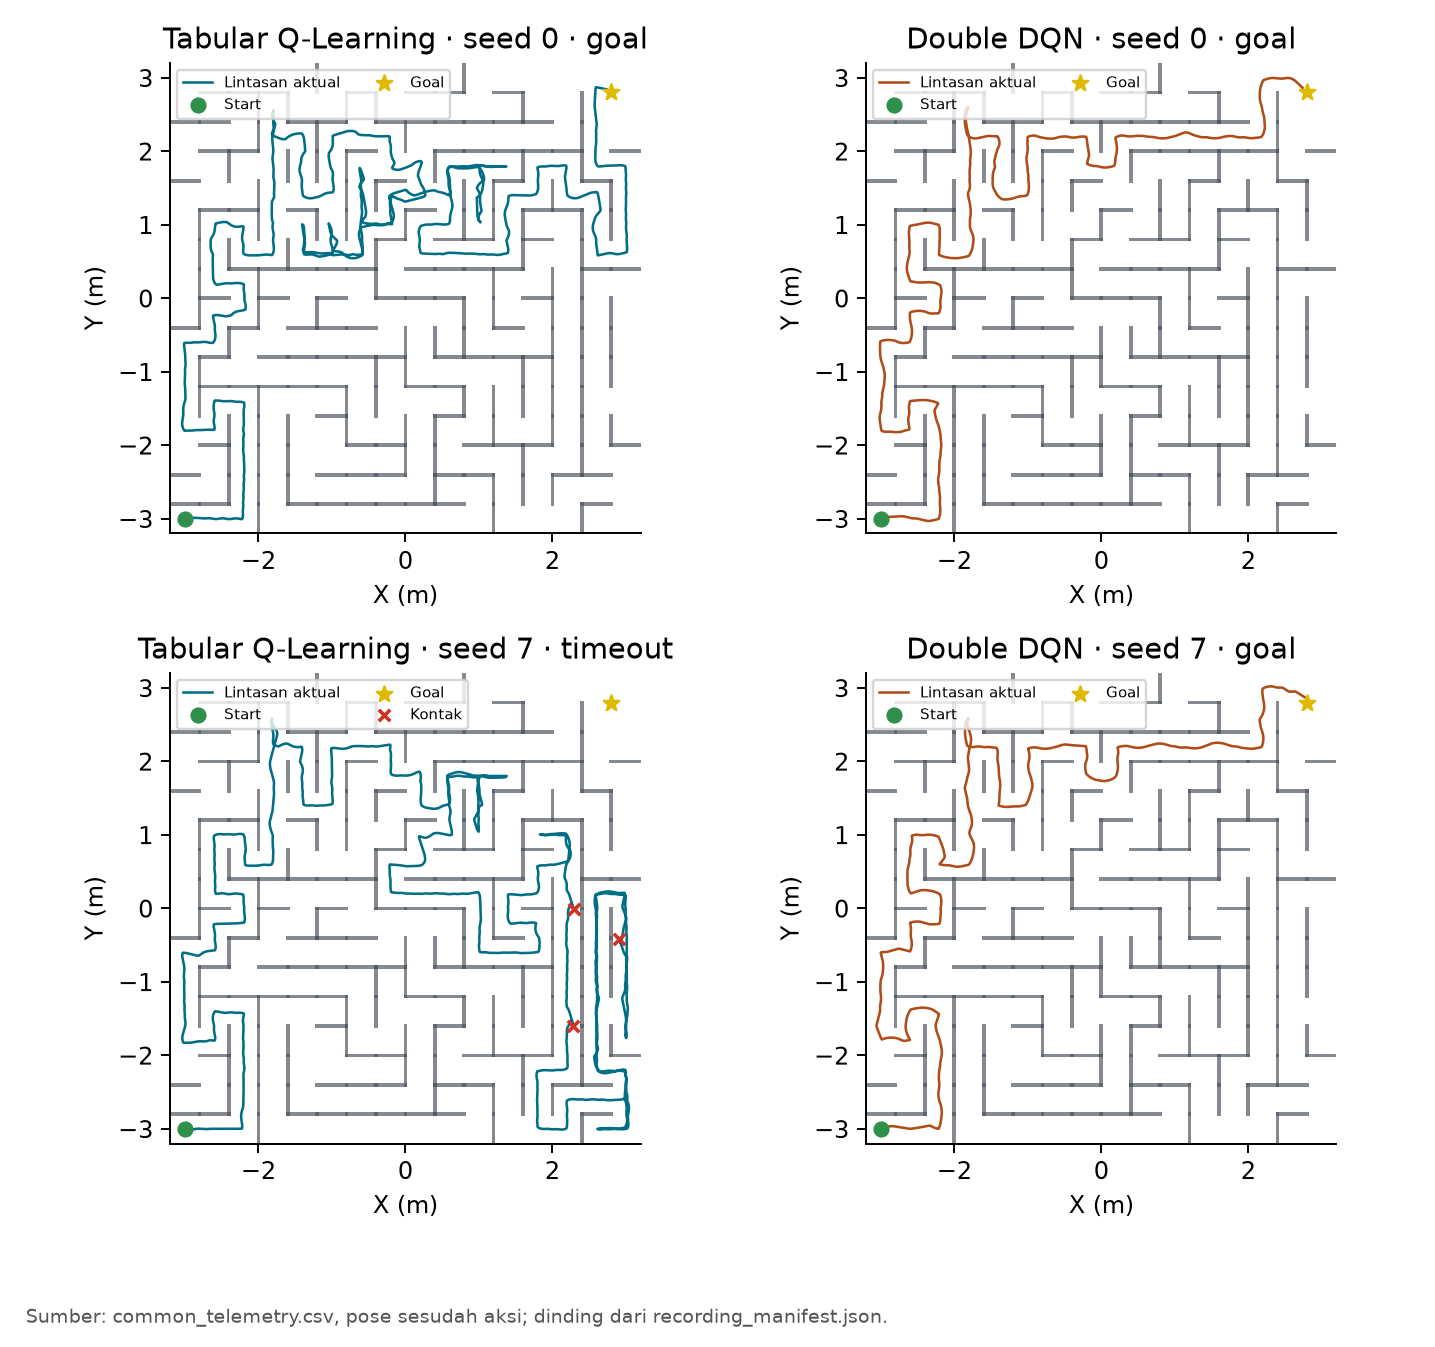 Tabular Q-Learning · seed 0 · goal
Lintasan aktual
Start
Goal
3
2
1
0
−1
−2
−3
Y (m)
−2
0
2
X (m)
Double DQN · seed 0 · goal
Lintasan aktual
Start
Goal
3
2
1
0
−1
−2
−3
Y (m)
−2
0
2
X (m)
Tabular Q-Learning · seed 7 · timeout
Lintasan aktual
Start
Goal
Kontak
3
2
1
0
−1
−2
−3
Y (m)
−2
0
2
X (m)
Double DQN · seed 7 · goal
Lintasan aktual
Start
Goal
3
2
1
0
−1
−2
−3
Y (m)
−2
0
2
X (m)
Sumber: common_telemetry.csv, pose sesudah aksi; dinding dari recording_manifest.json.